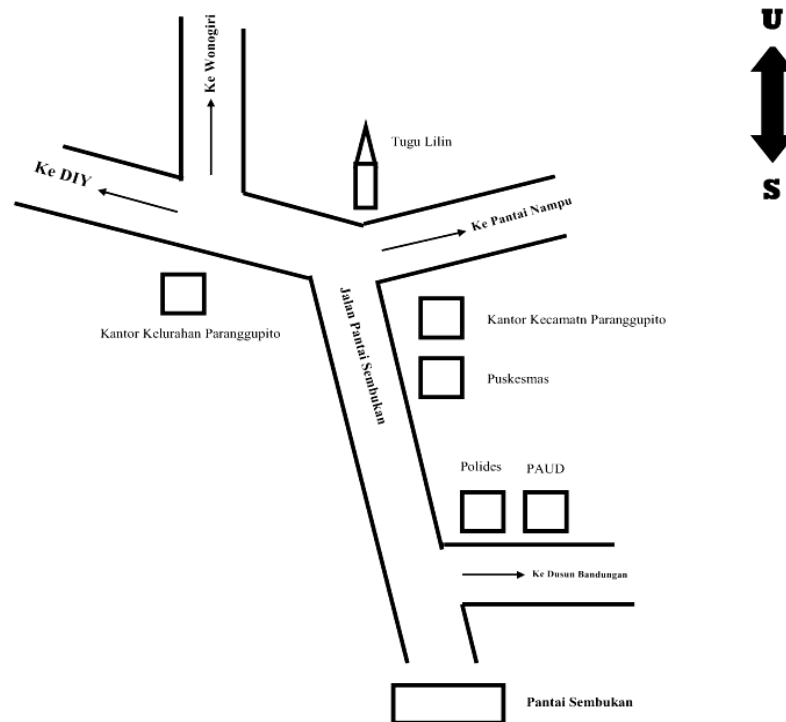 U
Ke Wonogiri
Tugu Lilin
Ke DIY
S
Ke Pantai Nampu
Kantor Kelurahan Paranggupito
Jalan Pantai Sembukan
Kantor Kecamatn Paranggupito
Puskesmas
Polides
PAUD
Ke Dusun Bandungan
Pantai Sembukan